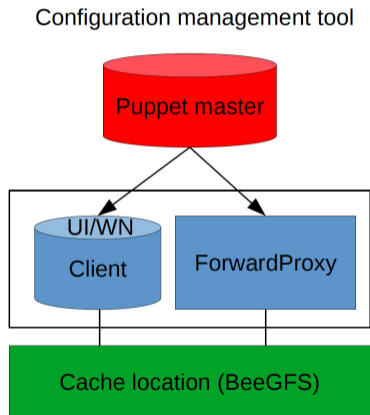 Configuration management tool
Puppet master
UI/WN
Client
ForwardProxy
Cache location (BeeGFS)